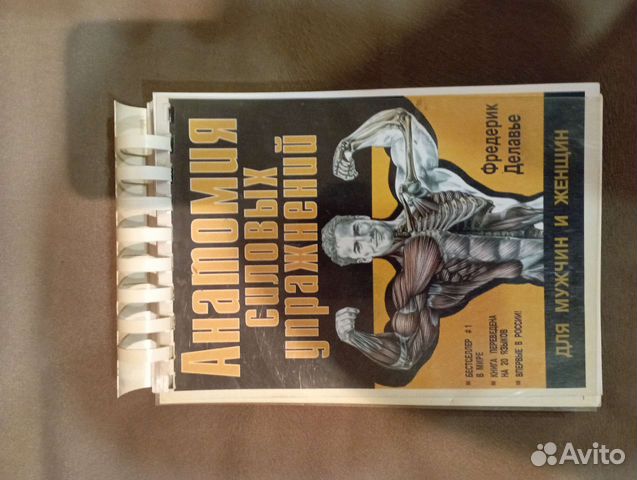 Анатомия
силовых
упражнений
Фредерик
Делавье
БЕСТСЕЛЛЕР #1
В МИРЕ
КНИГА ПЕРЕВЕДЕНА
НА 20 ЯЗЫКОВ
ВПЕРВЫЕ В РОССИИ!
ДЛЯ МУЖЧИН И ЖЕНЩИН
Avito